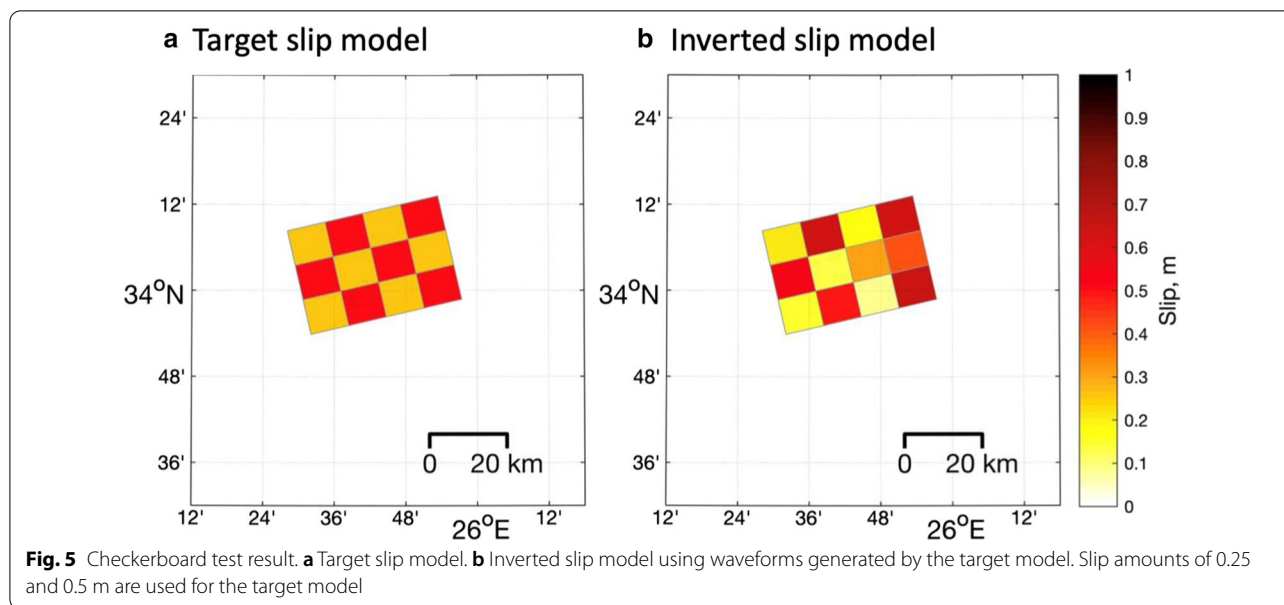 a Target slip model
b Inverted slip model
24'
12'
34°N
48'
36'
12' 24' 36' 48' 26°E 12'
0 20 km
24'
12'
34°N
48'
36'
12' 24' 36' 48' 26°E 12'
0 20 km
1
0.9
0.8
0.7
0.6
0.5
0.4
0.3
0.2
0.1
0
Slip, m
Fig. 5 Checkerboard test result. a Target slip model. b Inverted slip model using waveforms generated by the target model. Slip amounts of 0.25
and 0.5 m are used for the target model